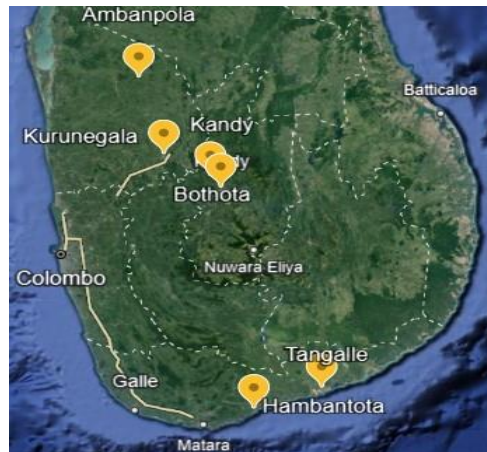 Ambanpola
Batticaloa
Kurunegala
Kandy
Bothota
Nuwara Eliya
Colombo
Tangalle
Galle
Hambantota
Matara